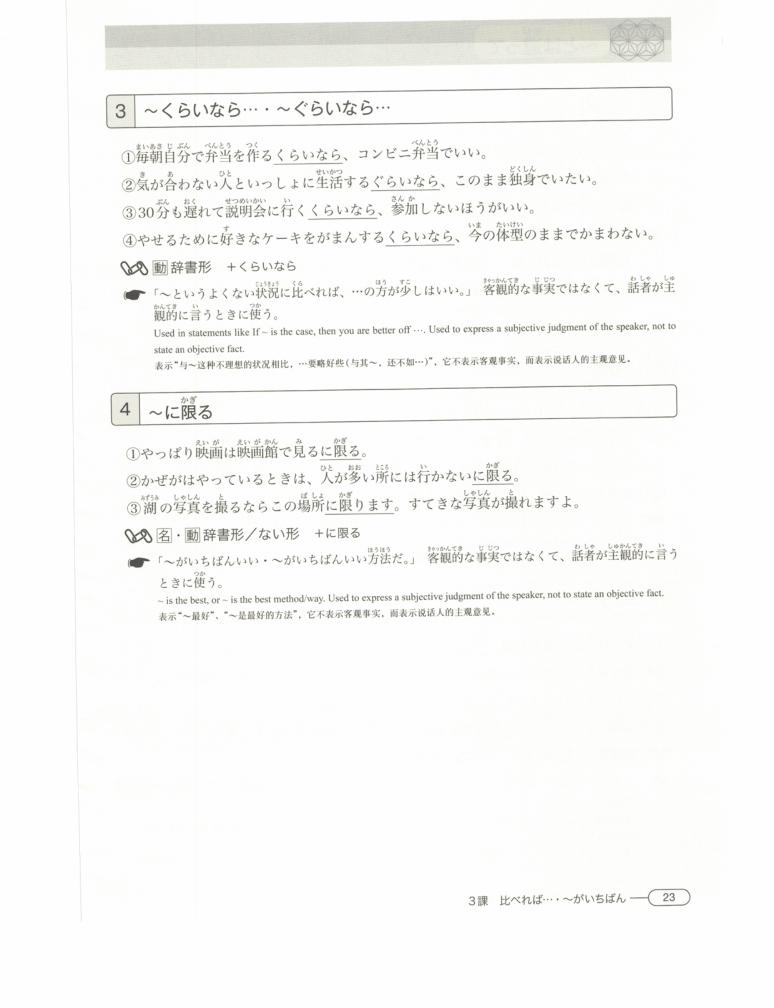 3 ～くらいなら…・～ぐらいなら…
①毎朝自分で弁当を作るくらいなら、コンビニ弁当でいい。
②気が合わない人といっしょに生活するぐらいなら、このまま独身でいたい。
③30分も遅れて説明会に行くくらいなら、参加しないほうがいい。
④やせるために好きなケーキをがまんするくらいなら、今の体型のままでかまわない。
動 辞書形 ＋くらいなら
「～というよくない状況に比べれば、…の方が少しはいい。」 客観的な事実ではなくて、話者が主
観的に言うときに使う。
Used in statements like If ~ is the case, then you are better off …. Used to express a subjective judgment of the speaker, not to
state an objective fact.
表示“与～这种不理想的状况相比，…要略好些（与其～，还不如…）”，它不表示客观事实，而表示说话人的主观意见。
4 ～に限る
①やっぱり映画は映画館で見るに限る。
②かぜがはやっているときは、人が多い所には行かないに限る。
③湖の写真を撮るならこの場所に限ります。すてきな写真が撮れますよ。
名・動 辞書形／ない形 ＋に限る
「～がいちばんいい・～がいちばんいい方法だ。」 客観的な事実ではなくて、話者が主観的に言う
ときに使う。
~ is the best, or ~ is the best method/way. Used to express a subjective judgment of the speaker, not to state an objective fact.
表示“～最好”，“～是最好的方法”，它不表示客观事实，而表示说话人的主观意见。
3課 比べれば…・～がいちばん 23